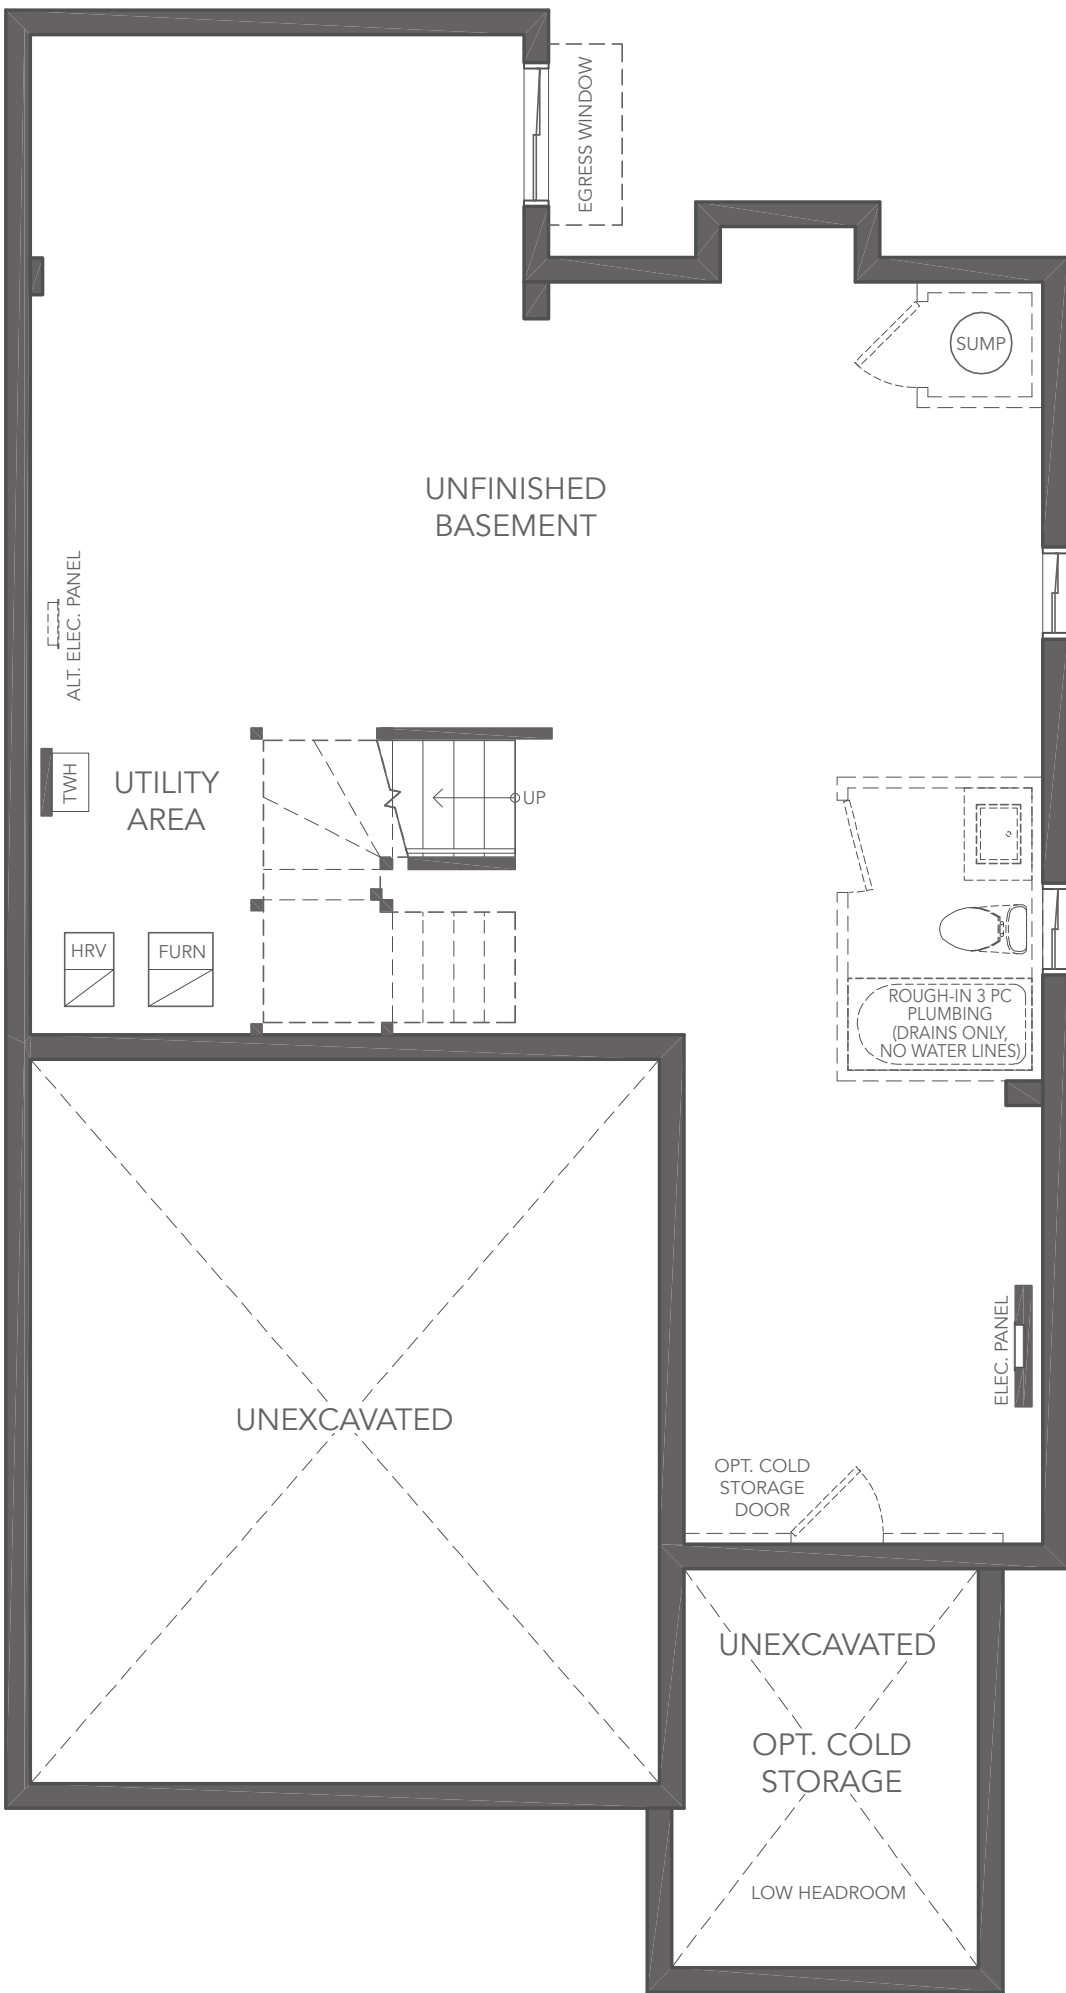 EGRESS WINDOW
SUMP
UNFINISHED
BASEMENT
ALT. ELEC. PANEL
TWH
UTILITY
AREA
UP
HRV
FURN
ROUGH-IN 3 PC
PLUMBING
(DRAINS ONLY,
NO WATER LINES)
ELEC. PANEL
UNEXCAVATED
OPT. COLD
STORAGE
DOOR
UNEXCAVATED
OPT. COLD
STORAGE
LOW HEADROOM